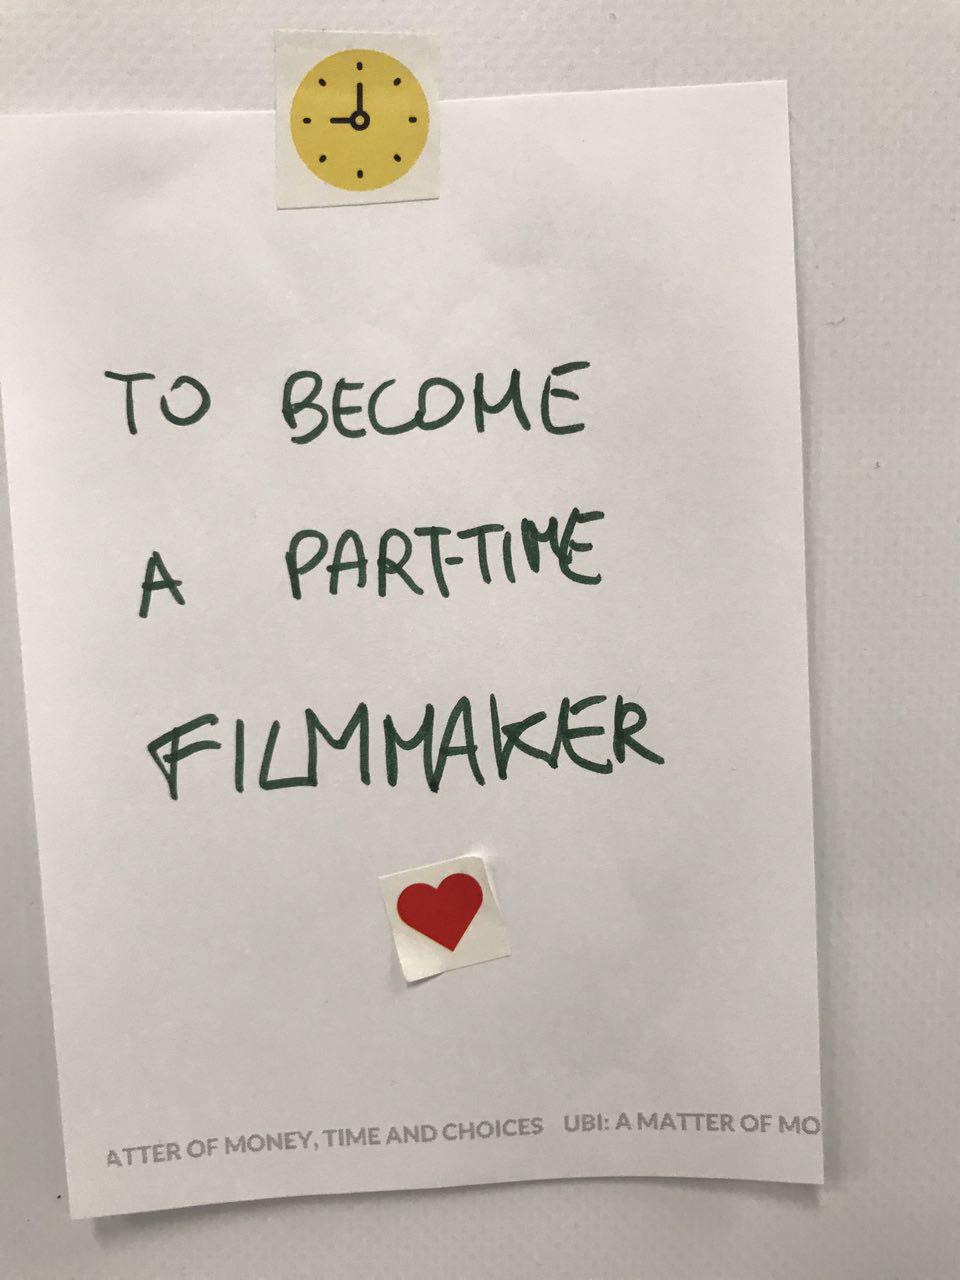 TO BECOME
A PART-TIME
FILMMAKER
ATTER OF MONEY, TIME AND CHOICES UBI: A MATTER OF MO